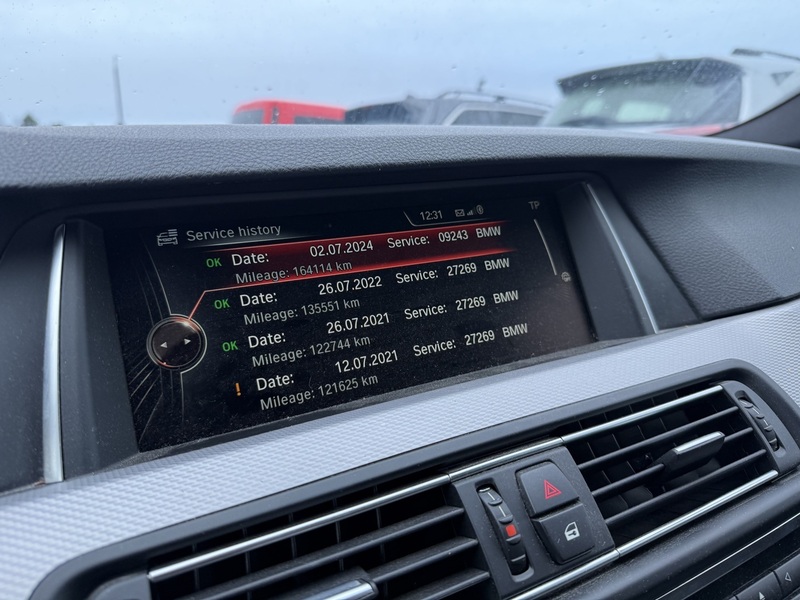 12:31
TP
Service history
OK Date: 02.07.2024 Service: 09243 BMW
Mileage: 164114 km
OK Date: 26.07.2022 Service: 27269 BMW
Mileage: 135551 km
OK Date: 26.07.2021 Service: 27269 BMW
Mileage: 122744 km
! Date: 12.07.2021 Service: 27269 BMW
Mileage: 121625 km